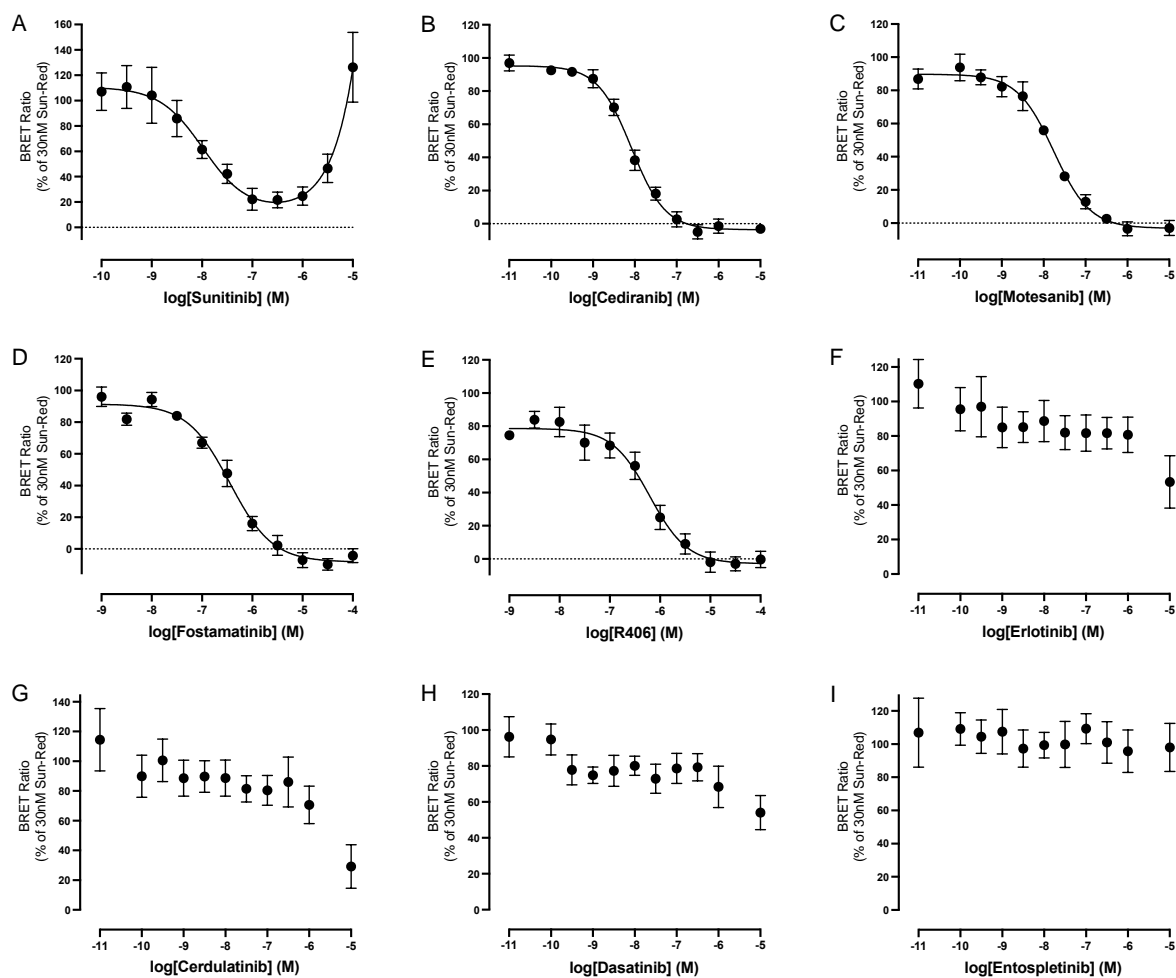 A
BRET Ratio
(% of 30nM Sun-Red)
160
140
120
100
80
60
40
20
0
-10 -9 -8 -7 -6 -5
log[Sunitinib] (M)
B
BRET Ratio
(% of 30nM Sun-Red)
120
100
80
60
40
20
0
-11 -10 -9 -8 -7 -6 -5
log[Cediranib] (M)
C
BRET Ratio
(% of 30nM Sun-Red)
120
100
80
60
40
20
0
-11 -10 -9 -8 -7 -6 -5
log[Motesanib] (M)
D
BRET Ratio
(% of 30nM Sun-Red)
120
100
80
60
40
20
0
-9 -8 -7 -6 -5 -4
log[Fostamatinib] (M)
E
BRET Ratio
(% of 30nM Sun-Red)
120
100
80
60
40
20
0
-9 -8 -7 -6 -5 -4
log[R406] (M)
F
BRET Ratio
(% of 30nM Sun-Red)
120
100
80
60
40
20
0
-11 -10 -9 -8 -7 -6 -5
log[Erlotinib] (M)
G
BRET Ratio
(% of 30nM Sun-Red)
140
120
100
80
60
40
20
0
-11 -10 -9 -8 -7 -6 -5
log[Cerdulatinib] (M)
H
BRET Ratio
(% of 30nM Sun-Red)
120
100
80
60
40
20
0
-11 -10 -9 -8 -7 -6 -5
log[Dasatinib] (M)
I
BRET Ratio
(% of 30nM Sun-Red)
120
100
80
60
40
20
0
-11 -10 -9 -8 -7 -6 -5
log[Entospletinib] (M)